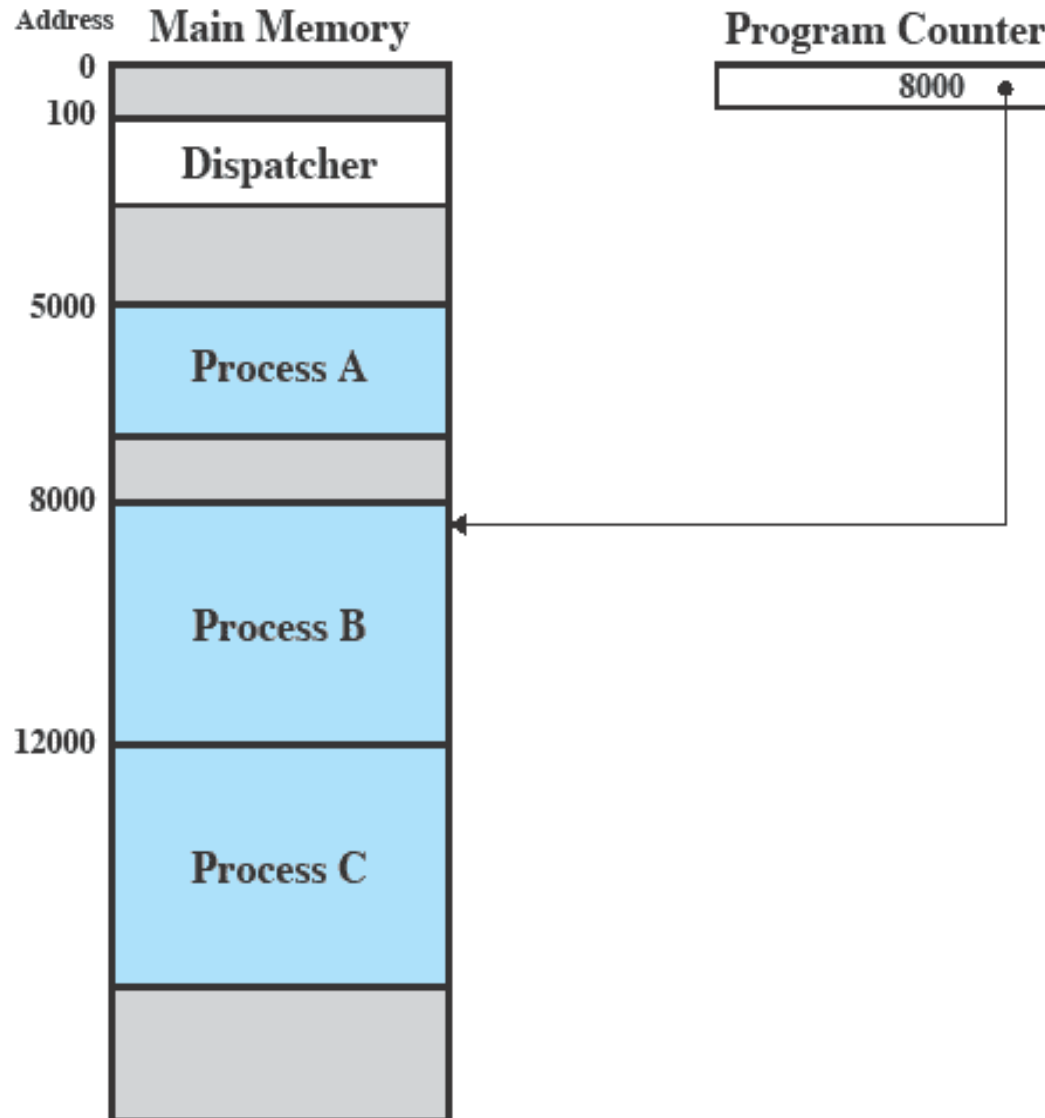 Address
Main Memory
Program Counter
0
8000
100
Dispatcher
5000
Process A
8000
Process B
12000
Process C